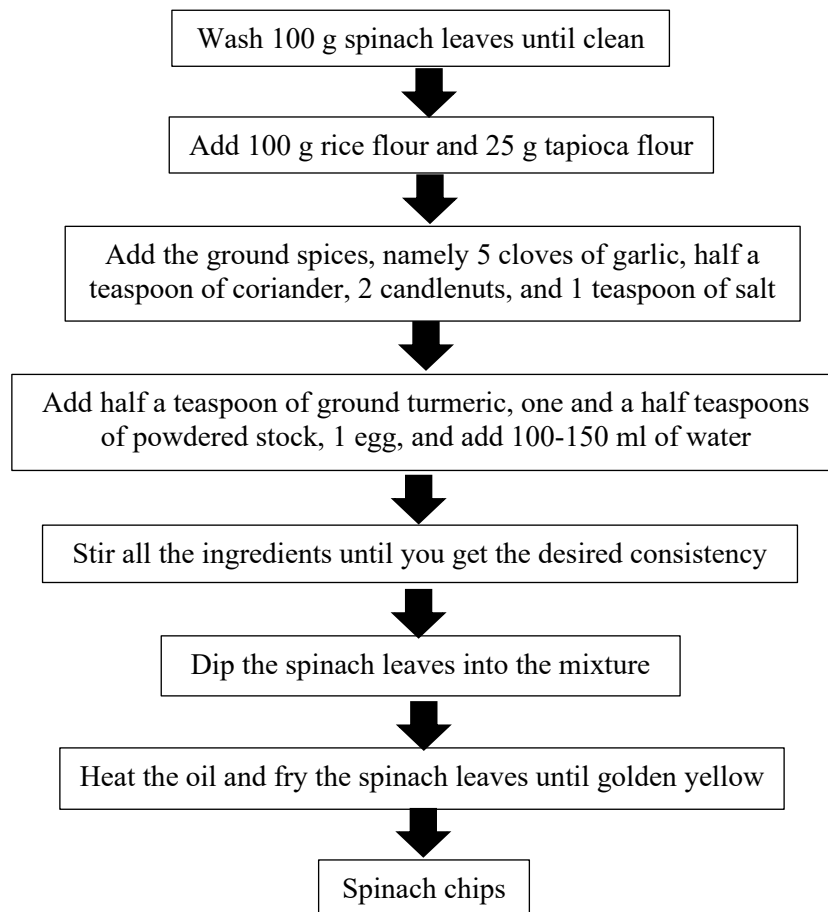 Wash 100 g spinach leaves until clean
Add 100 g rice flour and 25 g tapioca flour
Add the ground spices, namely 5 cloves of garlic, half a
teaspoon of coriander, 2 candlenuts, and 1 teaspoon of salt
Add half a teaspoon of ground turmeric, one and a half teaspoons
of powdered stock, 1 egg, and add 100-150 ml of water
Stir all the ingredients until you get the desired consistency
Dip the spinach leaves into the mixture
Heat the oil and fry the spinach leaves until golden yellow
Spinach chips